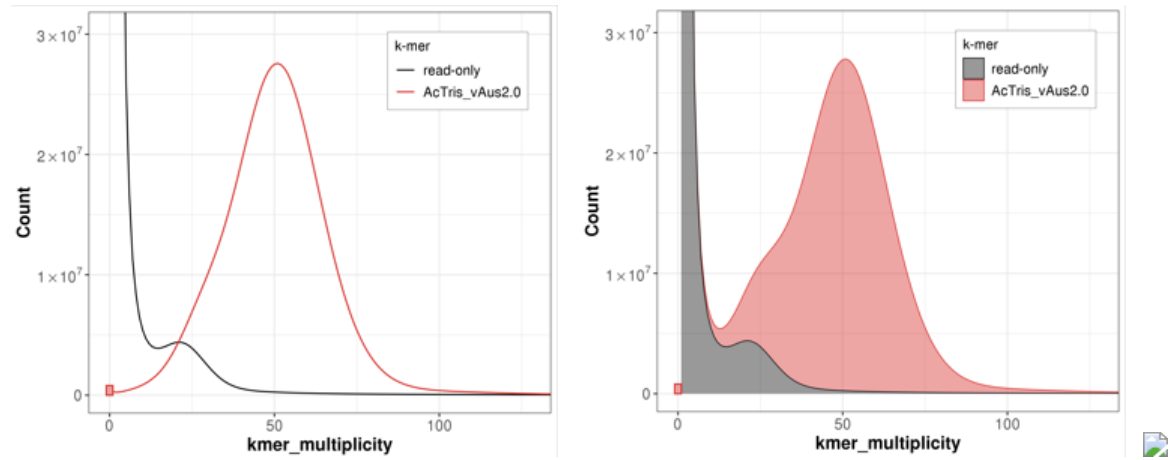 3×10⁷
2×10⁷
1×10⁷
0
Count
0 50 100
kmer_multiplicity
k-mer
read-only
AcTris_vAus2.0
3×10⁷
2×10⁷
1×10⁷
0
Count
0 50 100
kmer_multiplicity
k-mer
read-only
AcTris_vAus2.0